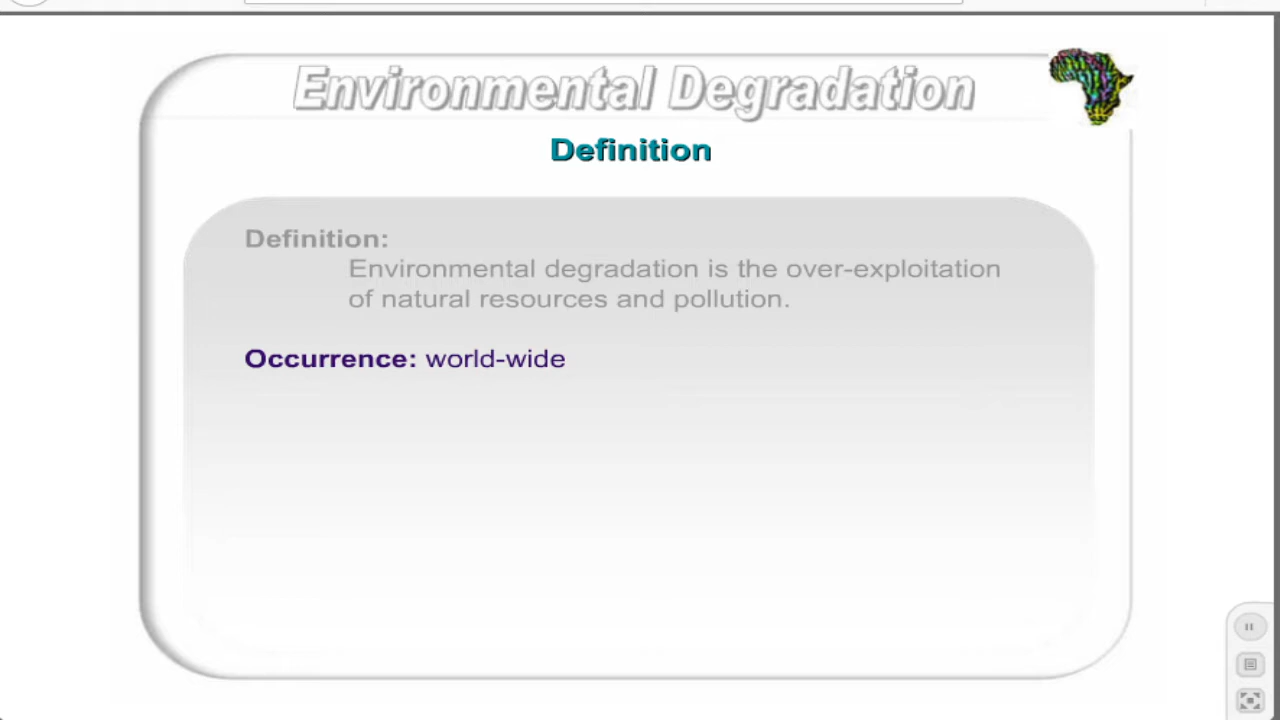 Environmental Degradation
Definition
Definition:
Environmental degradation is the over-exploitation
of natural resources and pollution.
Occurrence: world-wide